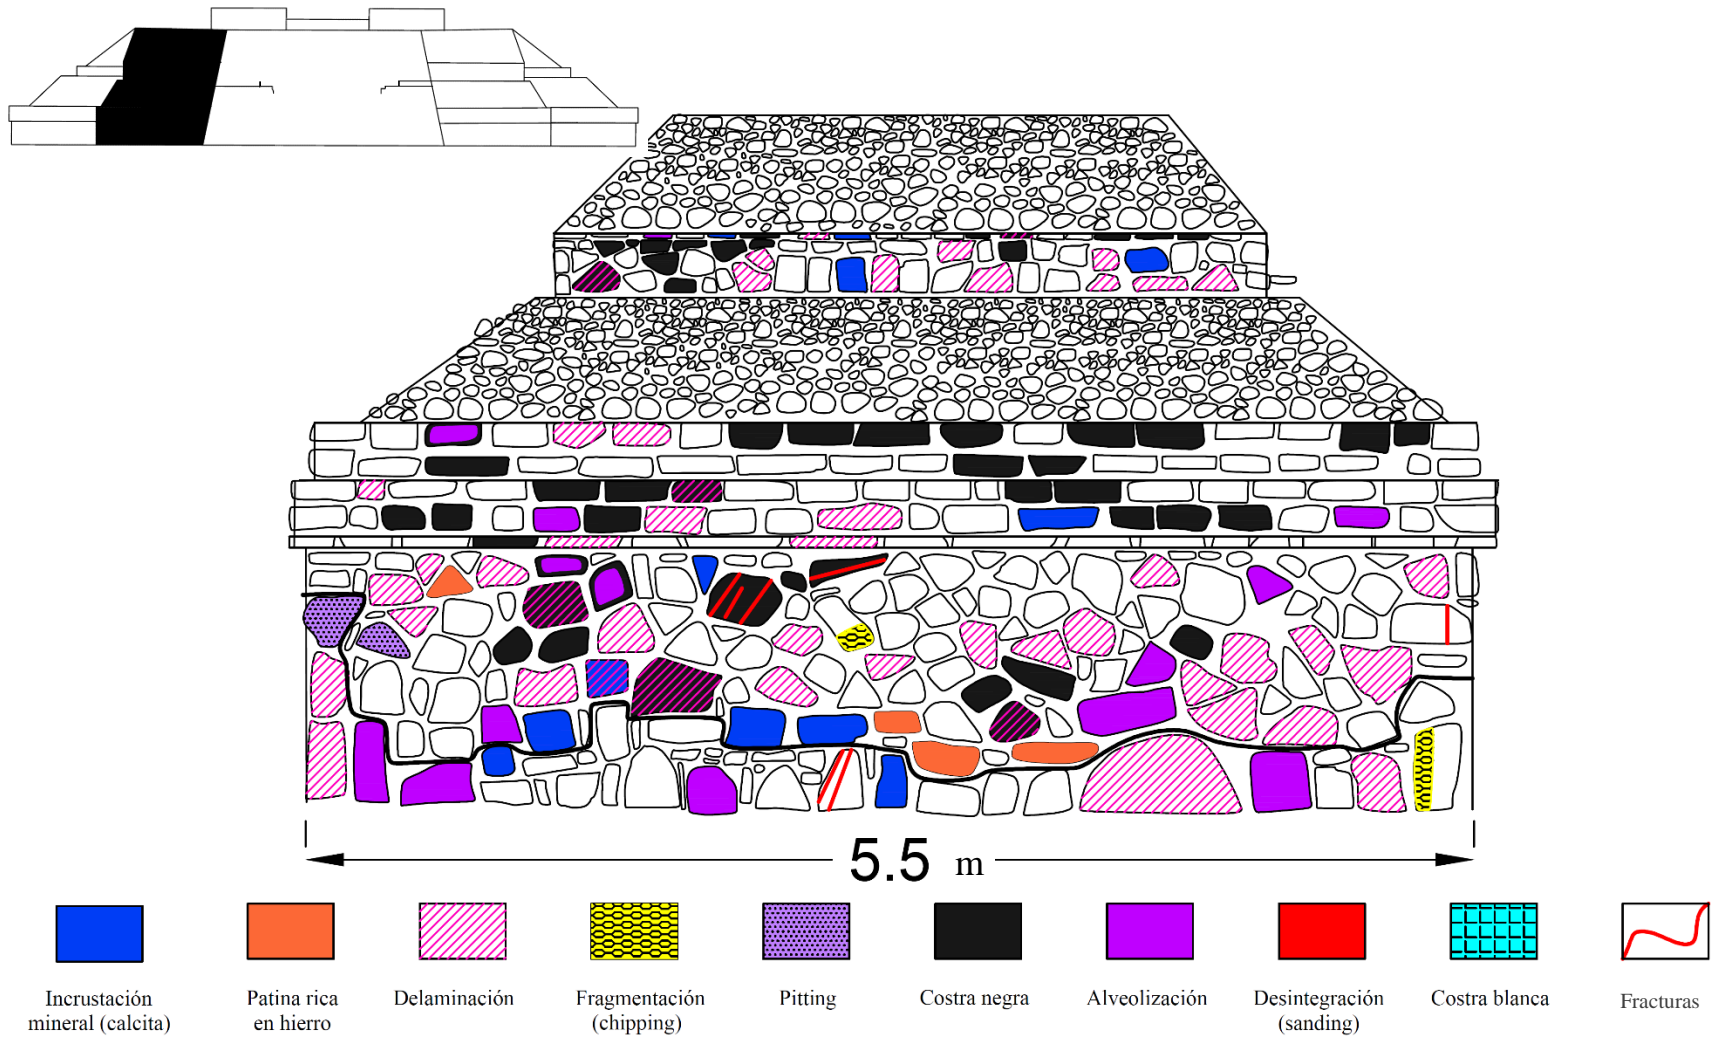 5.5 m
Incrustación
mineral (calcita)
Patina rica
en hierro
Delaminación
Fragmentación
(chipping)
Pitting
Costra negra
Alveolización
Desintegración
(sanding)
Costra blanca
Fracturas